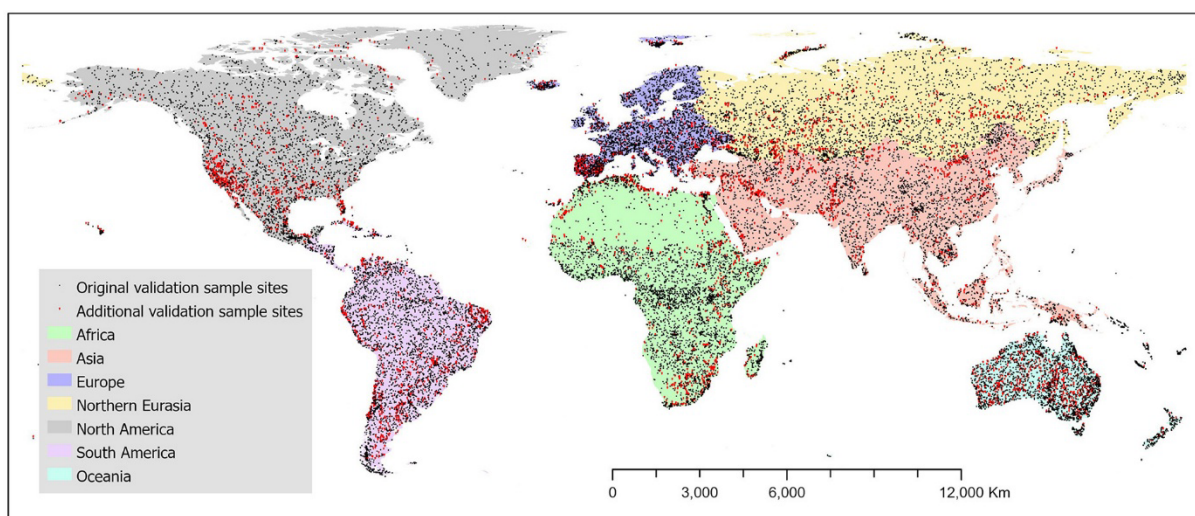 Original validation sample sites
Additional validation sample sites
Africa
Asia
Europe
Northern Eurasia
North America
South America
Oceania
0 3,000 6,000 12,000 Km